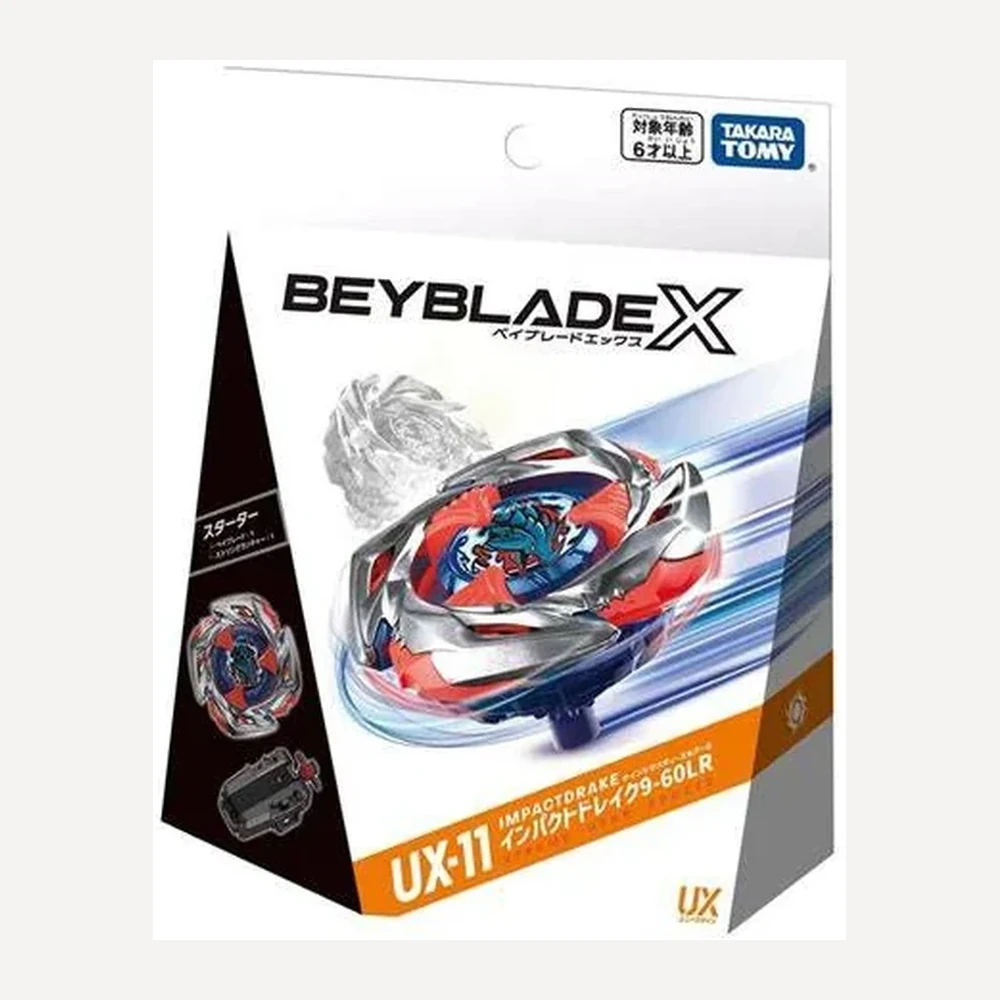 対象年齢
6才以上
TAKARA
TOMY
BEYBLADE X
ベイブレードエックス
スターター
IMPACTDRAKE
UX-11 インパクトドレイク9-60LR
UX